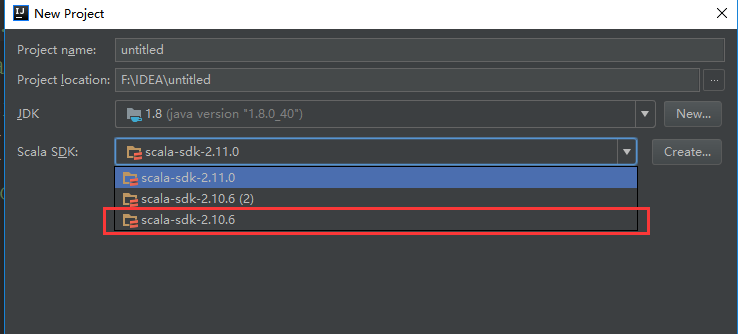 IJ New Project
Project name: untitled
Project location: F:\IDEA\untitled ...
JDK 1.8 (java version "1.8.0_40") New...
Scala SDK: scala-sdk-2.11.0 Create...
scala-sdk-2.11.0
scala-sdk-2.10.6 (2)
scala-sdk-2.10.6